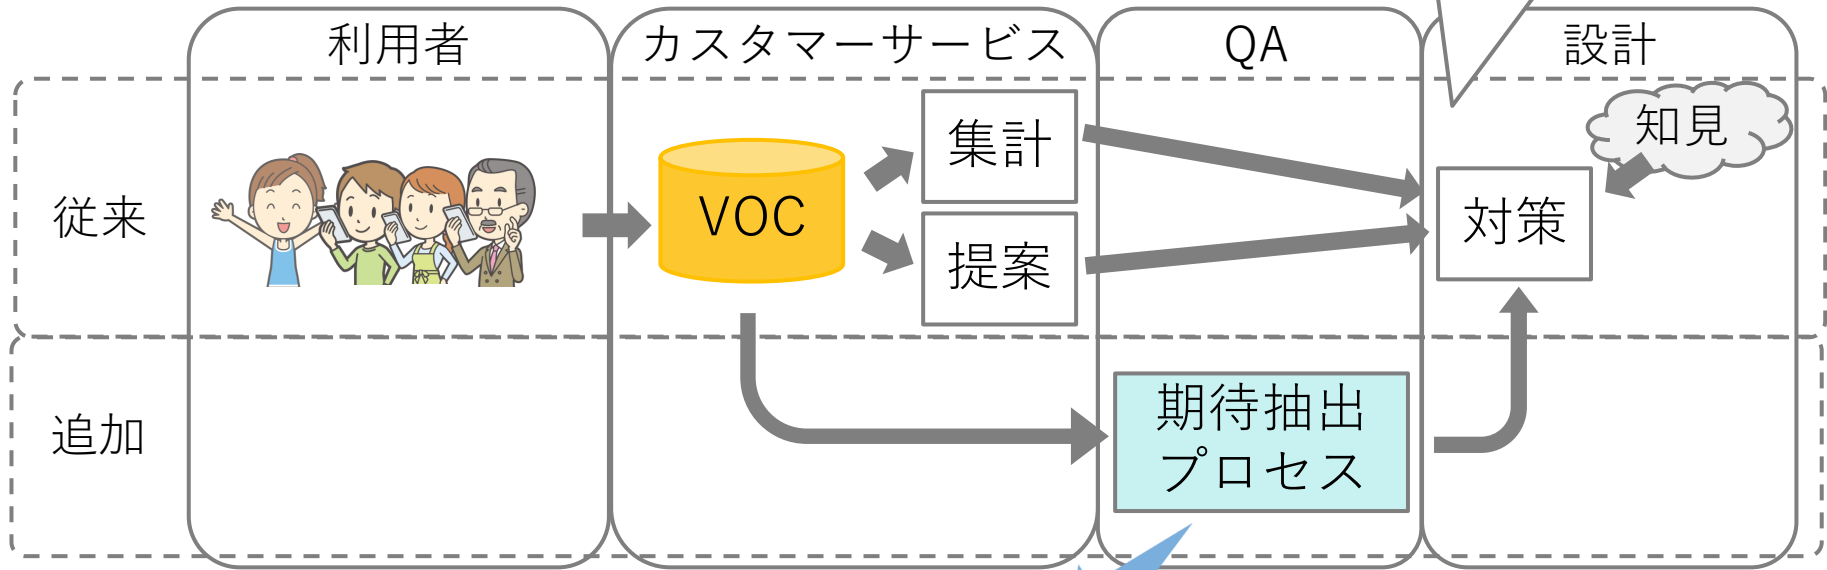 利用者
カスタマーサービス
QA
設計
従来
VOC
集計
提案
知見
対策
追加
期待抽出
プロセス